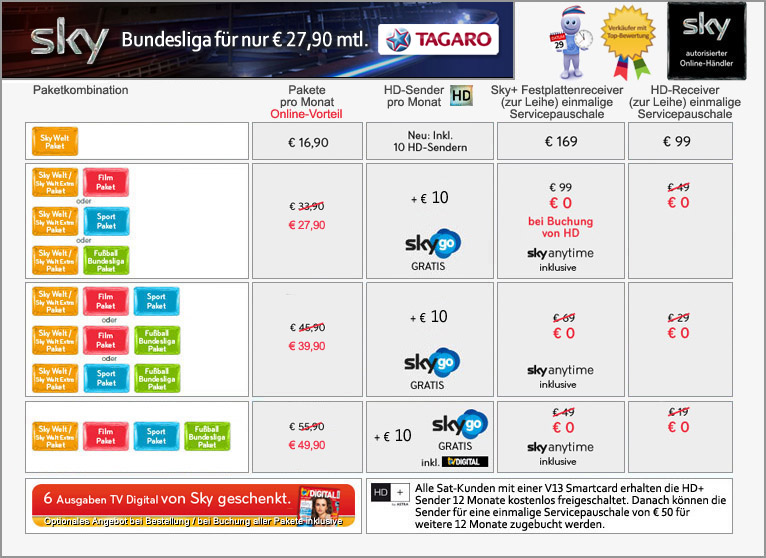 sky Bundesliga für nur € 27,90 mtl. TAGARO
29
Verkäufer mit
Top-Bewertung
sky
autorisierter
Online-Händler
Paketkombination
Pakete
pro Monat
Online-Vorteil
HD-Sender HD
pro Monat
Sky+ Festplattenreceiver
(zur Leihe) einmalige
Servicepauschale
HD-Receiver
(zur Leihe) einmalige
Servicepauschale
Sky Welt
Paket
€ 16,90
Neu: Inkl.
10 HD-Sendern
€ 169
€ 99
Sky Welt /
Sky Welt Extra
Paket
Film
Paket
oder
Sky Welt /
Sky Welt Extra
Paket
Sport
Paket
oder
Sky Welt /
Sky Welt Extra
Paket
Fußball
Bundesliga
Paket
€ 33,90
€ 27,90
+ € 10
sky go
GRATIS
€ 99
€ 0
bei Buchung
von HD
sky anytime
inklusive
€ 49
€ 0
Sky Welt /
Sky Welt Extra
Paket
Film
Paket
Sport
Paket
oder
Sky Welt /
Sky Welt Extra
Paket
Film
Paket
Fußball
Bundesliga
Paket
oder
Sky Welt /
Sky Welt Extra
Paket
Sport
Paket
Fußball
Bundesliga
Paket
€ 45,90
€ 39,90
+ € 10
sky go
GRATIS
€ 69
€ 0
sky anytime
inklusive
€ 29
€ 0
Sky Welt /
Sky Welt Extra
Paket
Film
Paket
Sport
Paket
Fußball
Bundesliga
Paket
€ 55,90
€ 49,90
+ € 10
sky go
GRATIS
inkl. TV DIGITAL
€ 49
€ 0
sky anytime
inklusive
€ 19
€ 0
6 Ausgaben TV Digital von Sky geschenkt.
TV DIGITAL
Optionales Angebot bei Bestellung / bei Buchung aller Pakete inklusive
HD +
by ASTRA
Alle Sat-Kunden mit einer V13 Smartcard erhalten die HD+
Sender 12 Monate kostenlos freigeschaltet. Danach können die
Sender für eine einmalige Servicepauschale von € 50 für
weitere 12 Monate zugebucht werden.